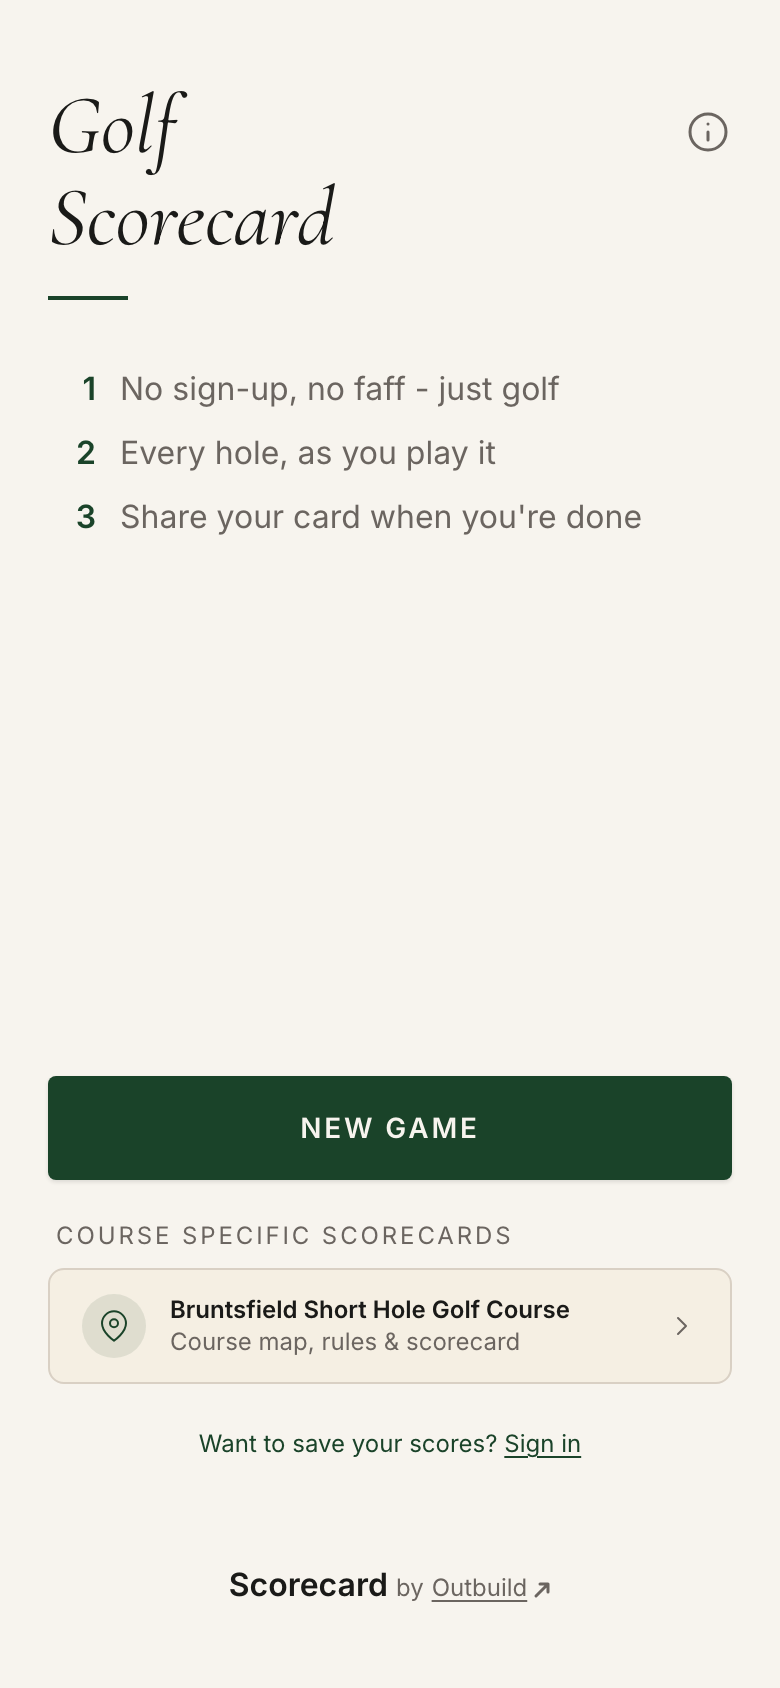 Golf
Scorecard
1 No sign-up, no faff - just golf
2 Every hole, as you play it
3 Share your card when you're done
NEW GAME
COURSE SPECIFIC SCORECARDS
Bruntsfield Short Hole Golf Course
Course map, rules & scorecard
Want to save your scores? Sign in
Scorecard by Outbuild